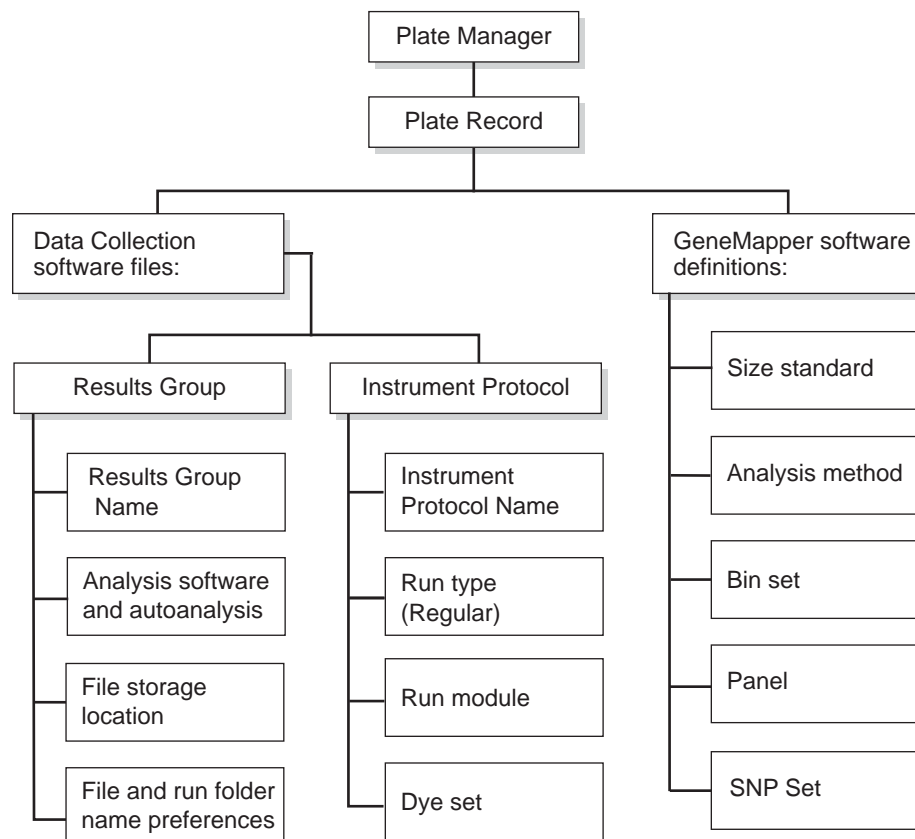 Plate Manager
Plate Record
Data Collection
software files:
GeneMapper software
definitions:
Results Group
Instrument Protocol
Results Group
Name
Analysis software
and autoanalysis
File storage
location
File and run folder
name preferences
Instrument
Protocol Name
Run type
(Regular)
Run module
Dye set
Size standard
Analysis method
Bin set
Panel
SNP Set